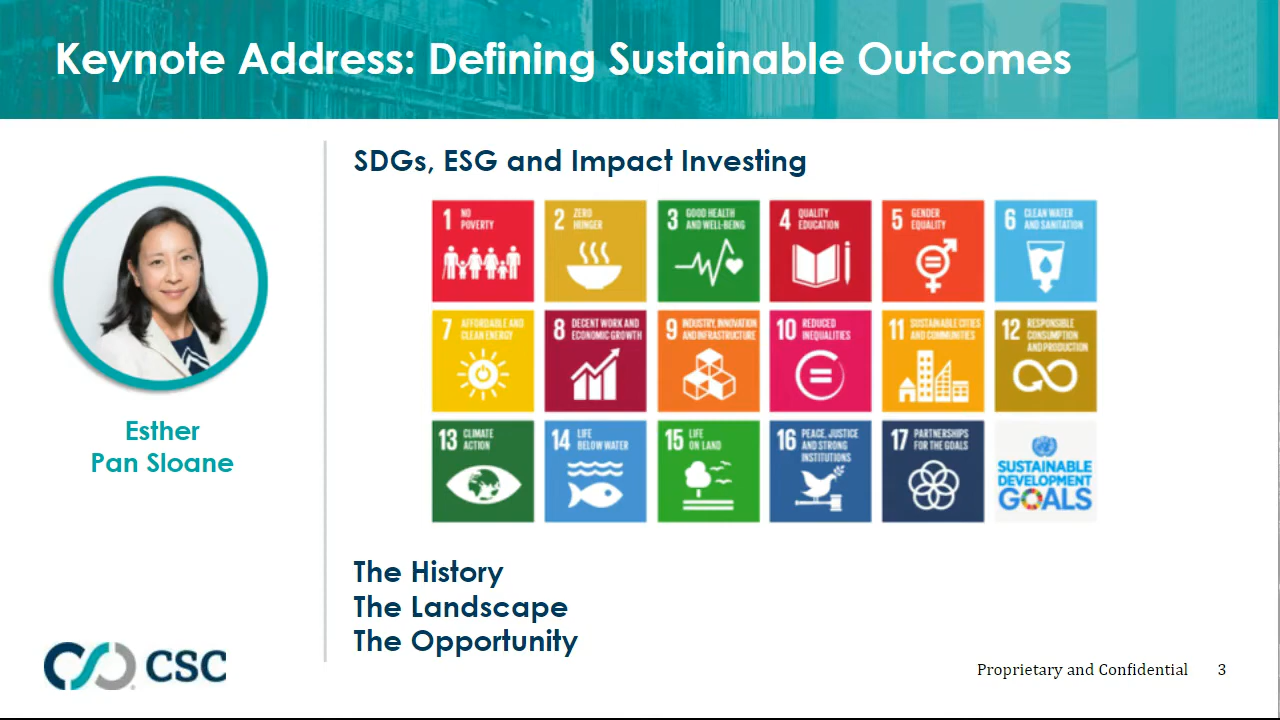 Keynote Address: Defining Sustainable Outcomes
SDGs, ESG and Impact Investing
1 NO
POVERTY
2 ZERO
HUNGER
3 GOOD HEALTH
AND WELL-BEING
4 QUALITY
EDUCATION
5 GENDER
EQUALITY
6 CLEAN WATER
AND SANITATION
7 AFFORDABLE AND
CLEAN ENERGY
8 DECENT WORK AND
ECONOMIC GROWTH
9 INDUSTRY, INNOVATION
AND INFRASTRUCTURE
10 REDUCED
INEQUALITIES
11 SUSTAINABLE CITIES
AND COMMUNITIES
12 RESPONSIBLE
CONSUMPTION
AND PRODUCTION
13 CLIMATE
ACTION
14 LIFE
BELOW WATER
15 LIFE
ON LAND
16 PEACE, JUSTICE
AND STRONG
INSTITUTIONS
17 PARTNERSHIPS
FOR THE GOALS
SUSTAINABLE
DEVELOPMENT
GOALS
Esther
Pan Sloane
The History
The Landscape
The Opportunity
CSC
Proprietary and Confidential 3